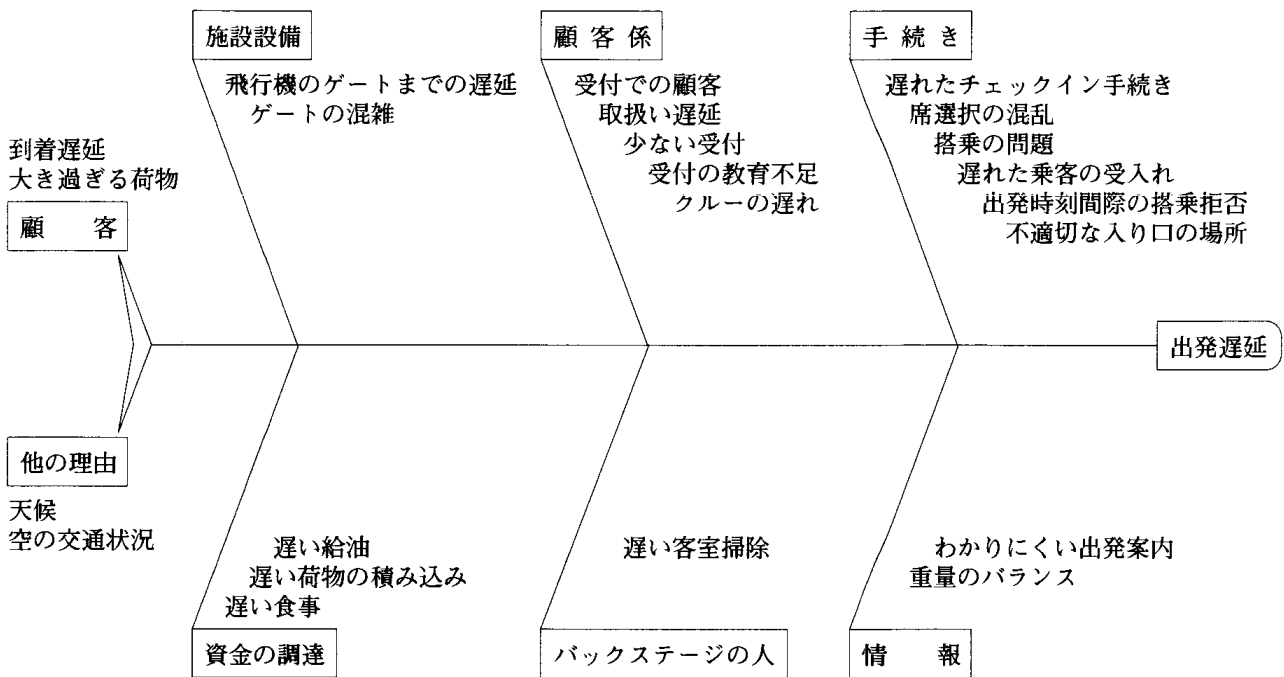 施設設備
飛行機のゲートまでの遅延
ゲートの混雑
顧客係
受付での顧客
取扱い遅延
少ない受付
受付の教育不足
クルーの遅れ
手続き
遅れたチェックイン手続き
席選択の混乱
搭乗の問題
遅れた乗客の受入れ
出発時刻間際の搭乗拒否
不適切な入り口の場所
到着遅延
大き過ぎる荷物
顧客
出発遅延
他の理由
天候
空の交通状況
遅い給油
遅い荷物の積み込み
遅い食事
資金の調達
遅い客室掃除
バックステージの人
わかりにくい出発案内
重量のバランス
情報